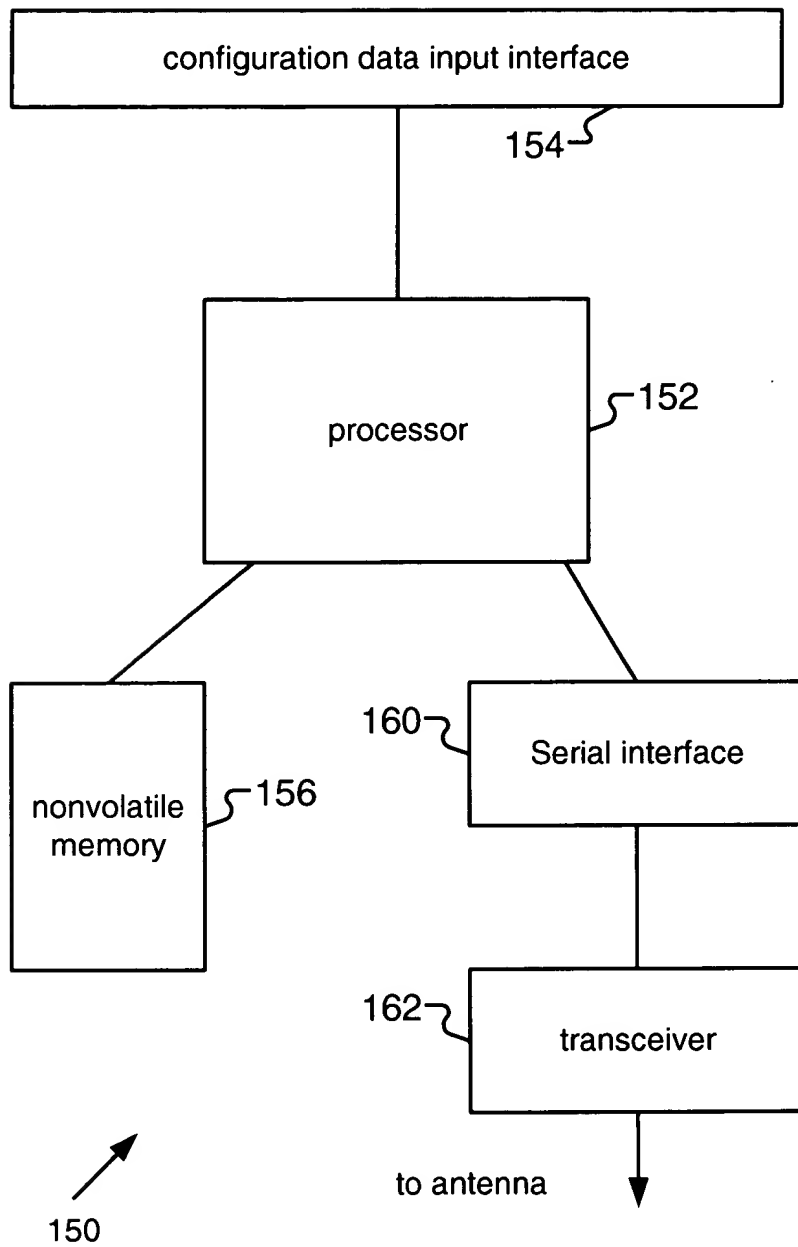 configuration data input interface
154
processor
152
160
Serial interface
nonvolatile
memory
156
162
transceiver
to antenna
150